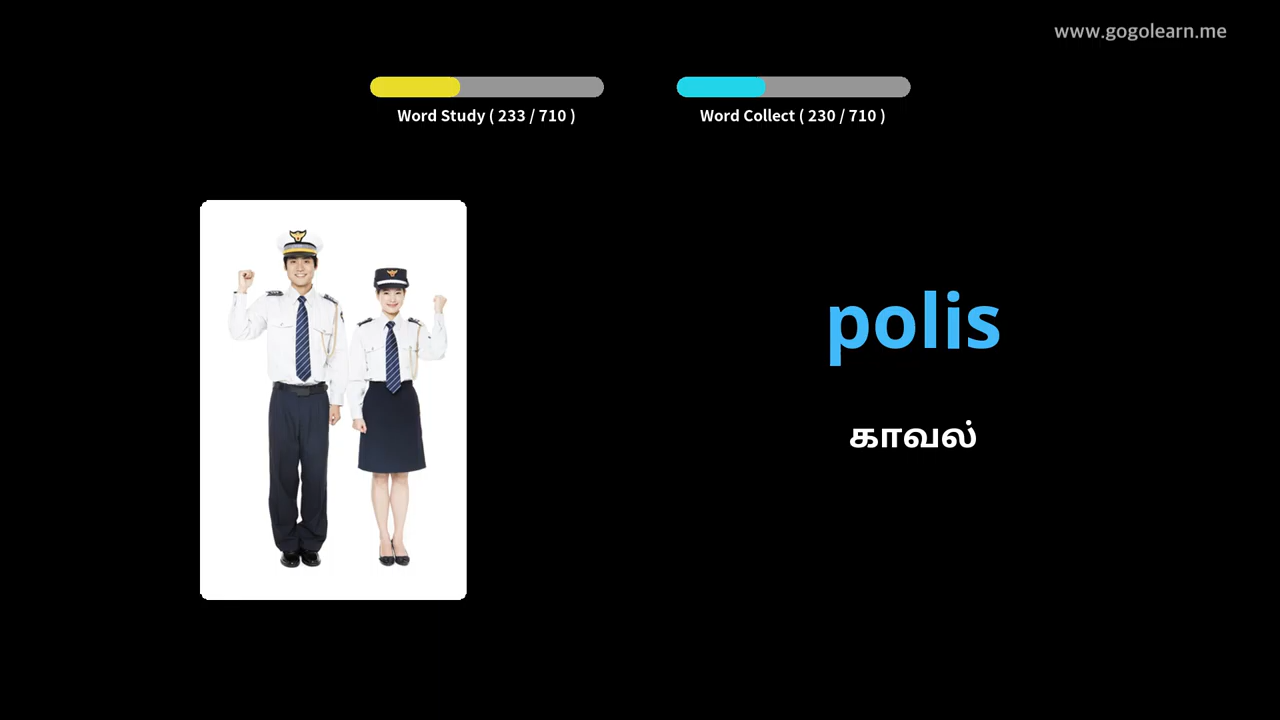 www.gogolearn.me
Word Study ( 233 / 710 )
Word Collect ( 230 / 710 )
polis
காவல்